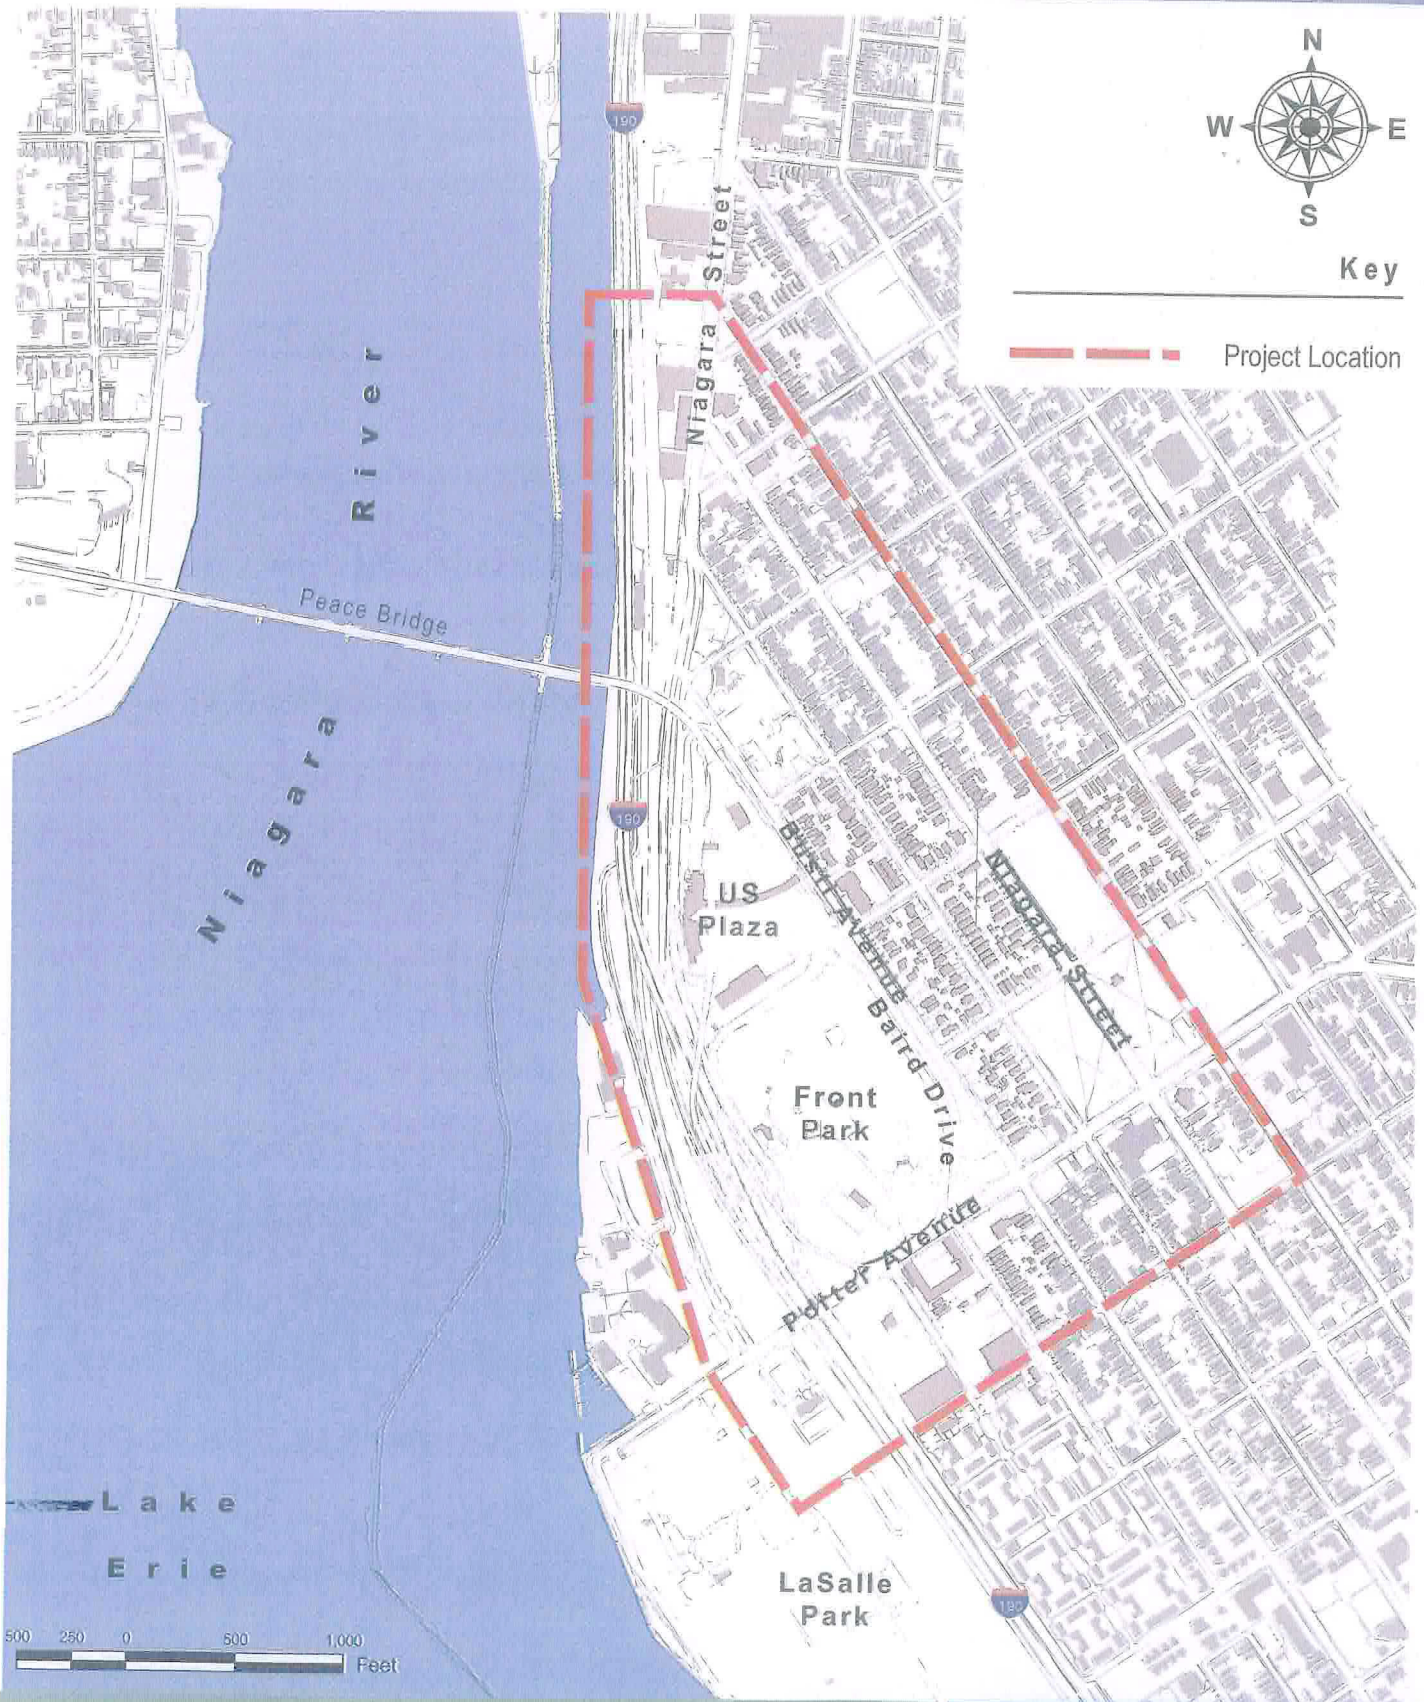 N
W E
S
Key
Project Location
190
Niagara Street
River
Peace Bridge
Niagara
190
US
Plaza
Busti Avenue
Niagara Street
Baird Drive
Front
Park
Porter Avenue
Lake
Erie
LaSalle
Park
190
500 250 0 500 1,000
Feet